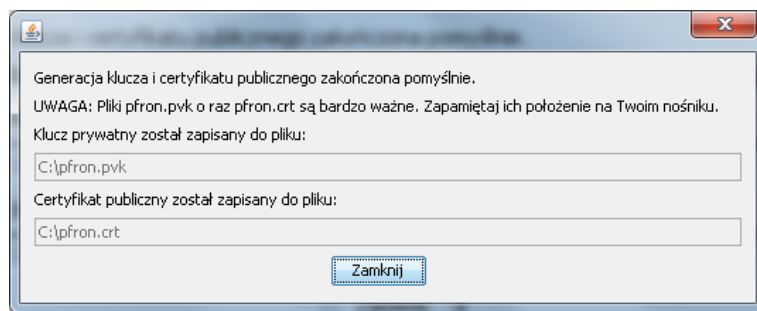 Generacja klucza i certyfikatu publicznego zakończona pomyślnie.
UWAGA: Pliki pfron.pvk o raz pfron.crt są bardzo ważne. Zapamiętaj ich położenie na Twoim nośniku.
Klucz prywatny został zapisany do pliku:
C:\pfron.pvk
Certyfikat publiczny został zapisany do pliku:
C:\pfron.crt
Zamknij